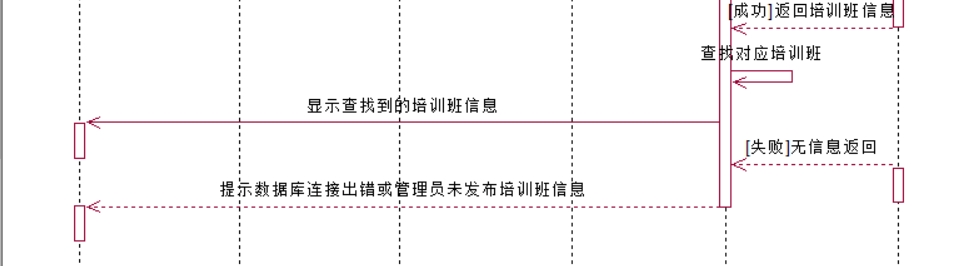 [成功]返回培训班信息
查找对应培训班
显示查找到的培训班信息
[失败]无信息返回
提示数据库连接出错或管理员未发布培训班信息